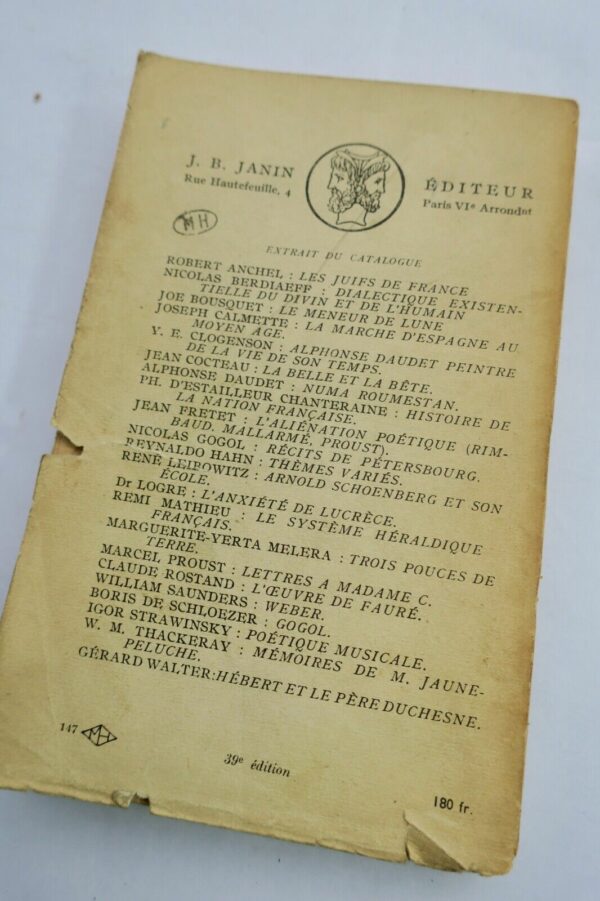 J. B. JANIN
Rue Hautefeuille, 4
ÉDITEUR
Paris VIe Arrondnt
MH
EXTRAIT DU CATALOGUE
ROBERT ANCHEL : LES JUIFS DE FRANCE
NICOLAS BERDIAEFF : DIALECTIQUE EXISTEN-
TIELLE DU DIVIN ET DE L'HUMAIN
JOE BOUSQUET : LE MENEUR DE LUNE
JOSEPH CALMETTE : LA MARCHE D'ESPAGNE AU
MOYEN AGE.
Y. E. CLOGENSON : ALPHONSE DAUDET PEINTRE
DE LA VIE DE SON TEMPS.
JEAN COCTEAU : LA BELLE ET LA BÊTE.
ALPHONSE DAUDET : NUMA ROUMESTAN.
PH. D'ESTAILLEUR CHANTERAINE : HISTOIRE DE
LA NATION FRANÇAISE.
JEAN FRETET : L'ALIÉNATION POÉTIQUE (RIM-
BAUD, MALLARMÉ, PROUST).
NICOLAS GOGOL : RÉCITS DE PÉTERSBOURG.
REYNALDO HAHN : THÈMES VARIÉS.
RENÉ LEIBOWITZ : ARNOLD SCHOENBERG ET SON
ÉCOLE.
Dr LOGRE : L'ANXIÉTÉ DE LUCRÈCE.
REMI MATHIEU : LE SYSTÈME HÉRALDIQUE
FRANÇAIS.
MARGUERITE-YERTA MELERA : TROIS POUCES DE
TERRE.
MARCEL PROUST : LETTRES A MADAME C.
CLAUDE ROSTAND : L'ŒUVRE DE FAURÉ.
WILLIAM SAUNDERS : WEBER.
BORIS DE SCHLOEZER : GOGOL.
IGOR STRAWINSKY : POÉTIQUE MUSICALE.
W. M. THACKERAY : MÉMOIRES DE M. JAUNE-
PELUCHE.
GÉRARD WALTER : HÉBERT ET LE PÈRE DUCHESNE.
147 MH
39e édition
180 fr.